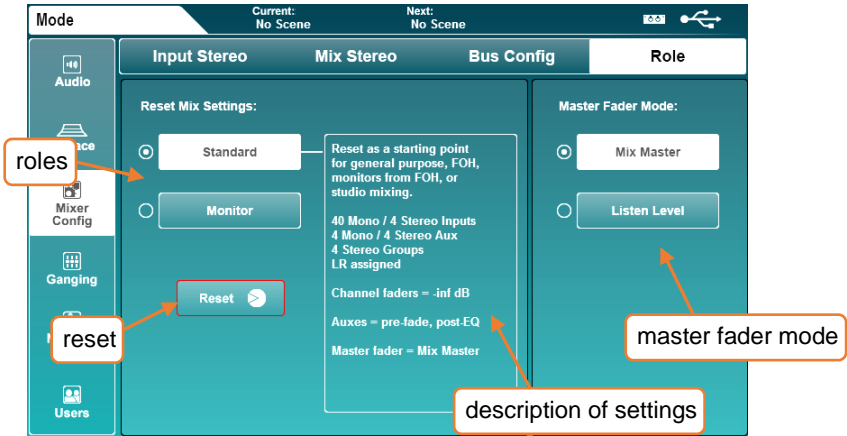 Mode
Current:
No Scene
Next:
No Scene
Audio
Input Stereo
Mix Stereo
Bus Config
Role
Reset Mix Settings:
Standard
Monitor
Reset
Reset as a starting point
for general purpose, FOH,
monitors from FOH, or
studio mixing.
40 Mono / 4 Stereo Inputs
4 Mono / 4 Stereo Aux
4 Stereo Groups
LR assigned
Channel faders = -inf dB
Auxes = pre-fade, post-EQ
Master fader = Mix Master
Master Fader Mode:
Mix Master
Listen Level
Mixer
Config
Ganging
Users
roles
reset
description of settings
master fader mode